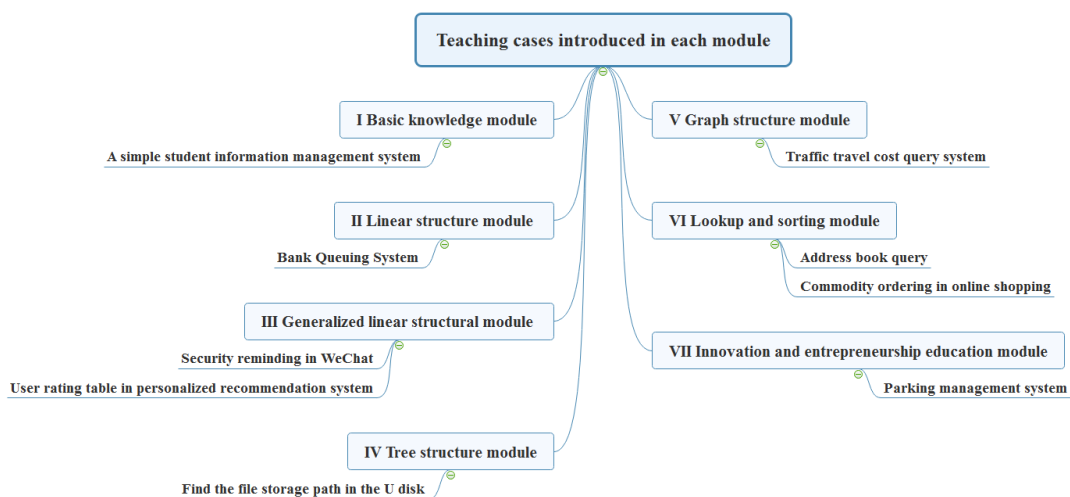 Teaching cases introduced in each module
I Basic knowledge module
A simple student information management system
II Linear structure module
Bank Queuing System
III Generalized linear structural module
Security reminding in WeChat
User rating table in personalized recommendation system
IV Tree structure module
Find the file storage path in the U disk
V Graph structure module
Traffic travel cost query system
VI Lookup and sorting module
Address book query
Commodity ordering in online shopping
VII Innovation and entrepreneurship education module
Parking management system